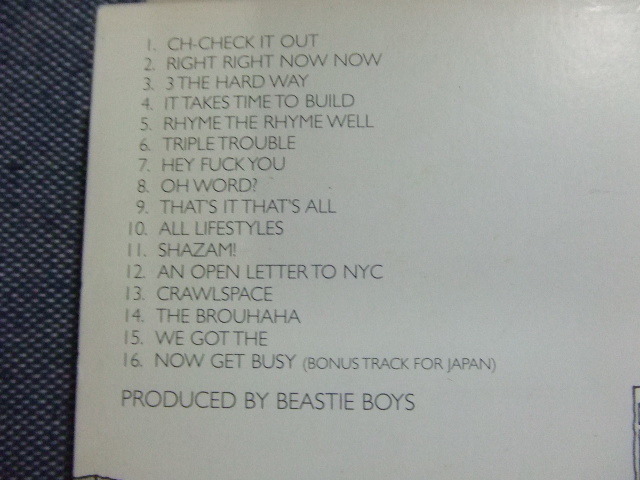 1. CH-CHECK IT OUT
2. RIGHT RIGHT NOW NOW
3. 3 THE HARD WAY
4. IT TAKES TIME TO BUILD
5. RHYME THE RHYME WELL
6. TRIPLE TROUBLE
7. HEY FUCK YOU
8. OH WORD?
9. THAT'S IT THAT'S ALL
10. ALL LIFESTYLES
11. SHAZAM!
12. AN OPEN LETTER TO NYC
13. CRAWLSPACE
14. THE BROUHAHA
15. WE GOT THE
16. NOW GET BUSY (BONUS TRACK FOR JAPAN)
PRODUCED BY BEASTIE BOYS